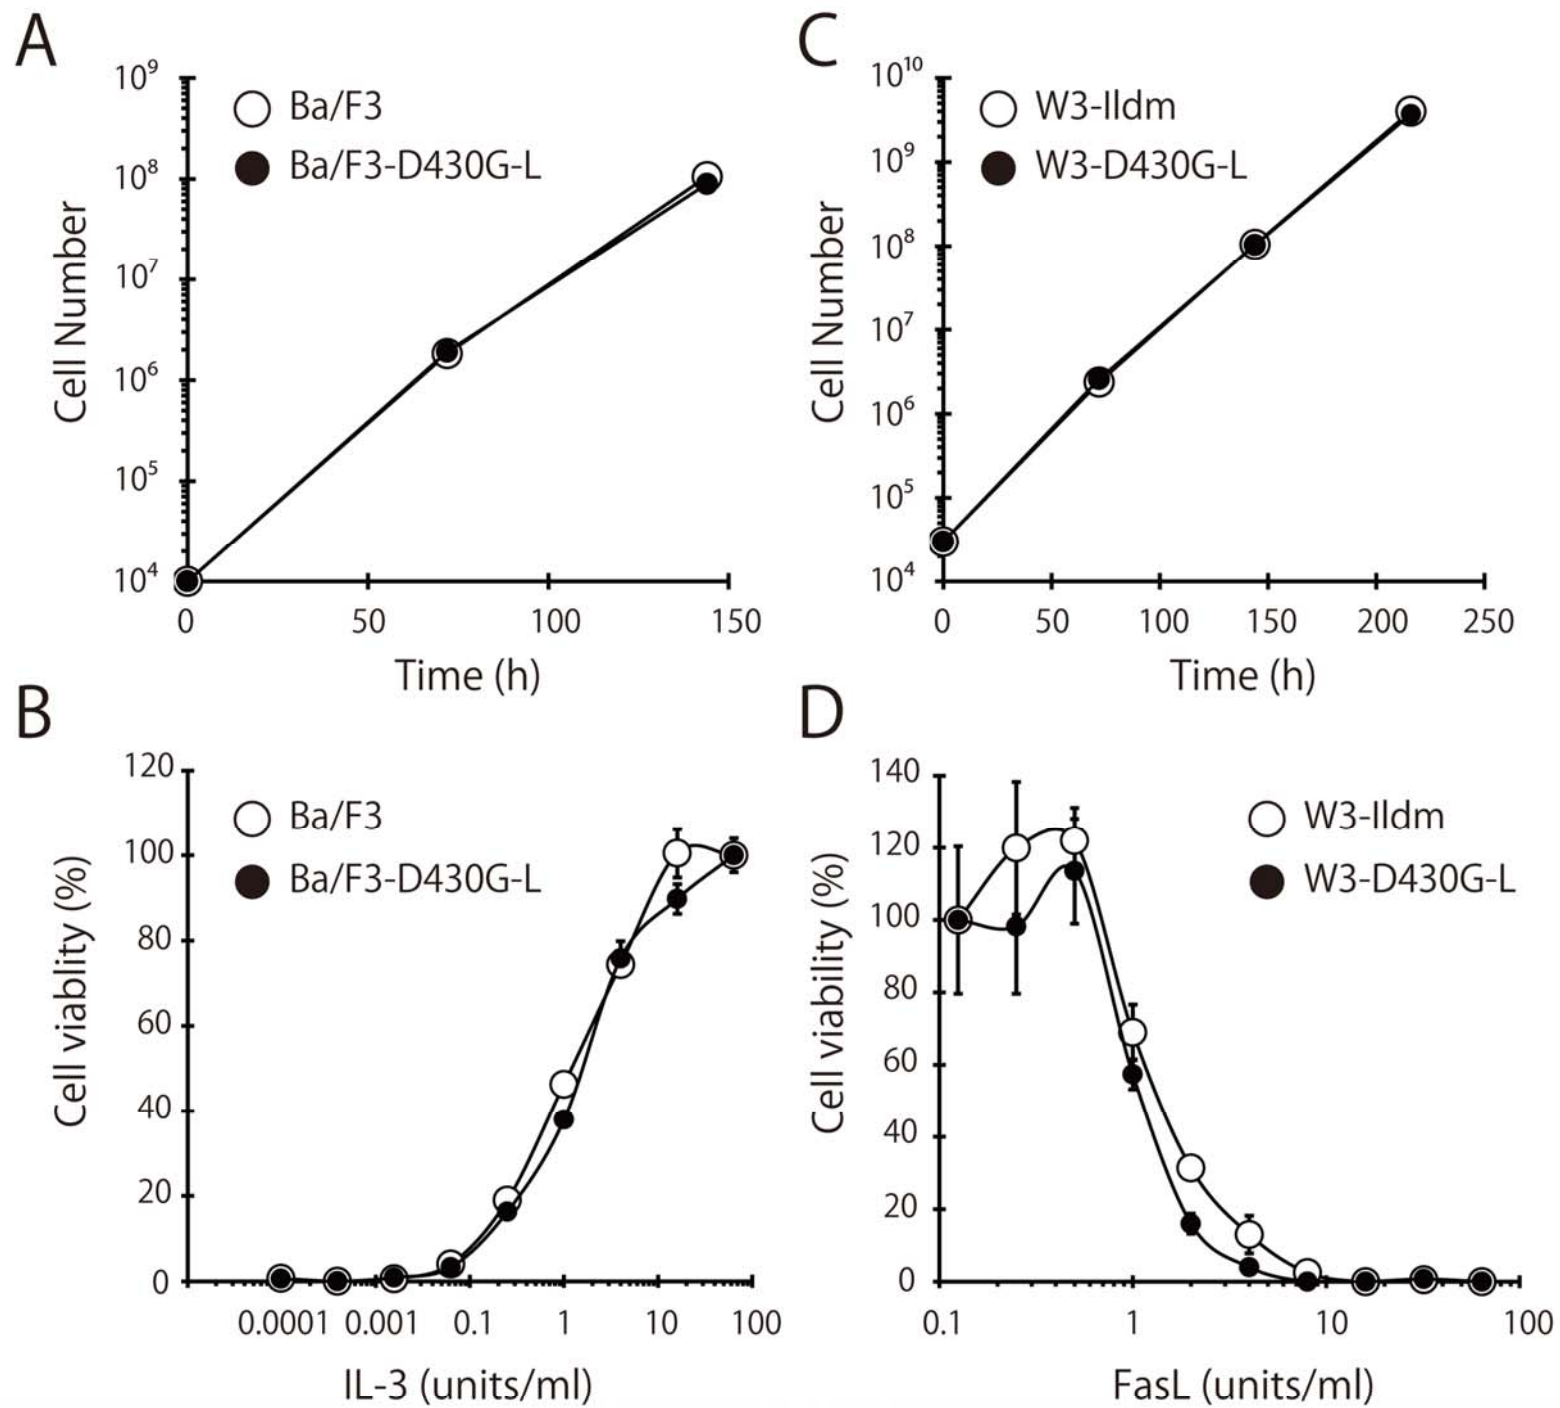 A
10⁹
10⁸
10⁷
10⁶
10⁵
10⁴
Cell Number
Ba/F3
Ba/F3-D430G-L
0 50 100 150
Time (h)
C
10¹⁰
10⁹
10⁸
10⁷
10⁶
10⁵
10⁴
Cell Number
W3-Ildm
W3-D430G-L
0 50 100 150 200 250
Time (h)
B
120
100
80
60
40
20
0
Cell viablity (%)
Ba/F3
Ba/F3-D430G-L
0.0001 0.001 0.1 1 10 100
IL-3 (units/ml)
D
140
120
100
80
60
40
20
0
Cell viability (%)
W3-Ildm
W3-D430G-L
0.1 1 10 100
FasL (units/ml)